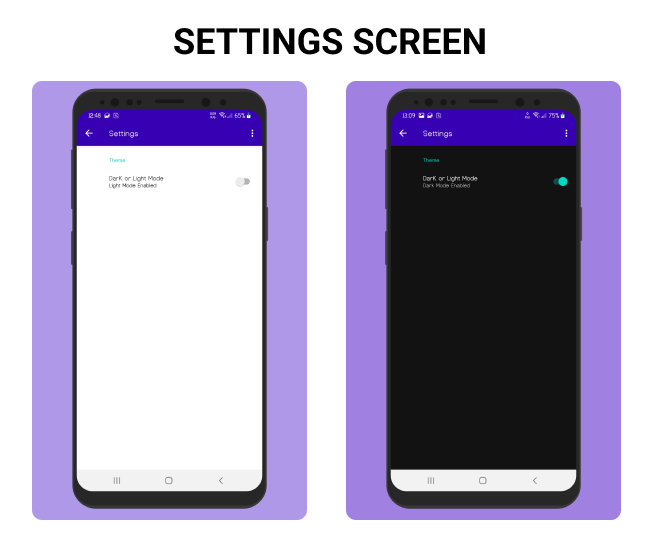 SETTINGS SCREEN
12:48
65%
Settings
Theme
DarK or Light Mode
Light Mode Enabled
13:09
75%
Settings
Theme
DarK or Light Mode
Dark Mode Enabled